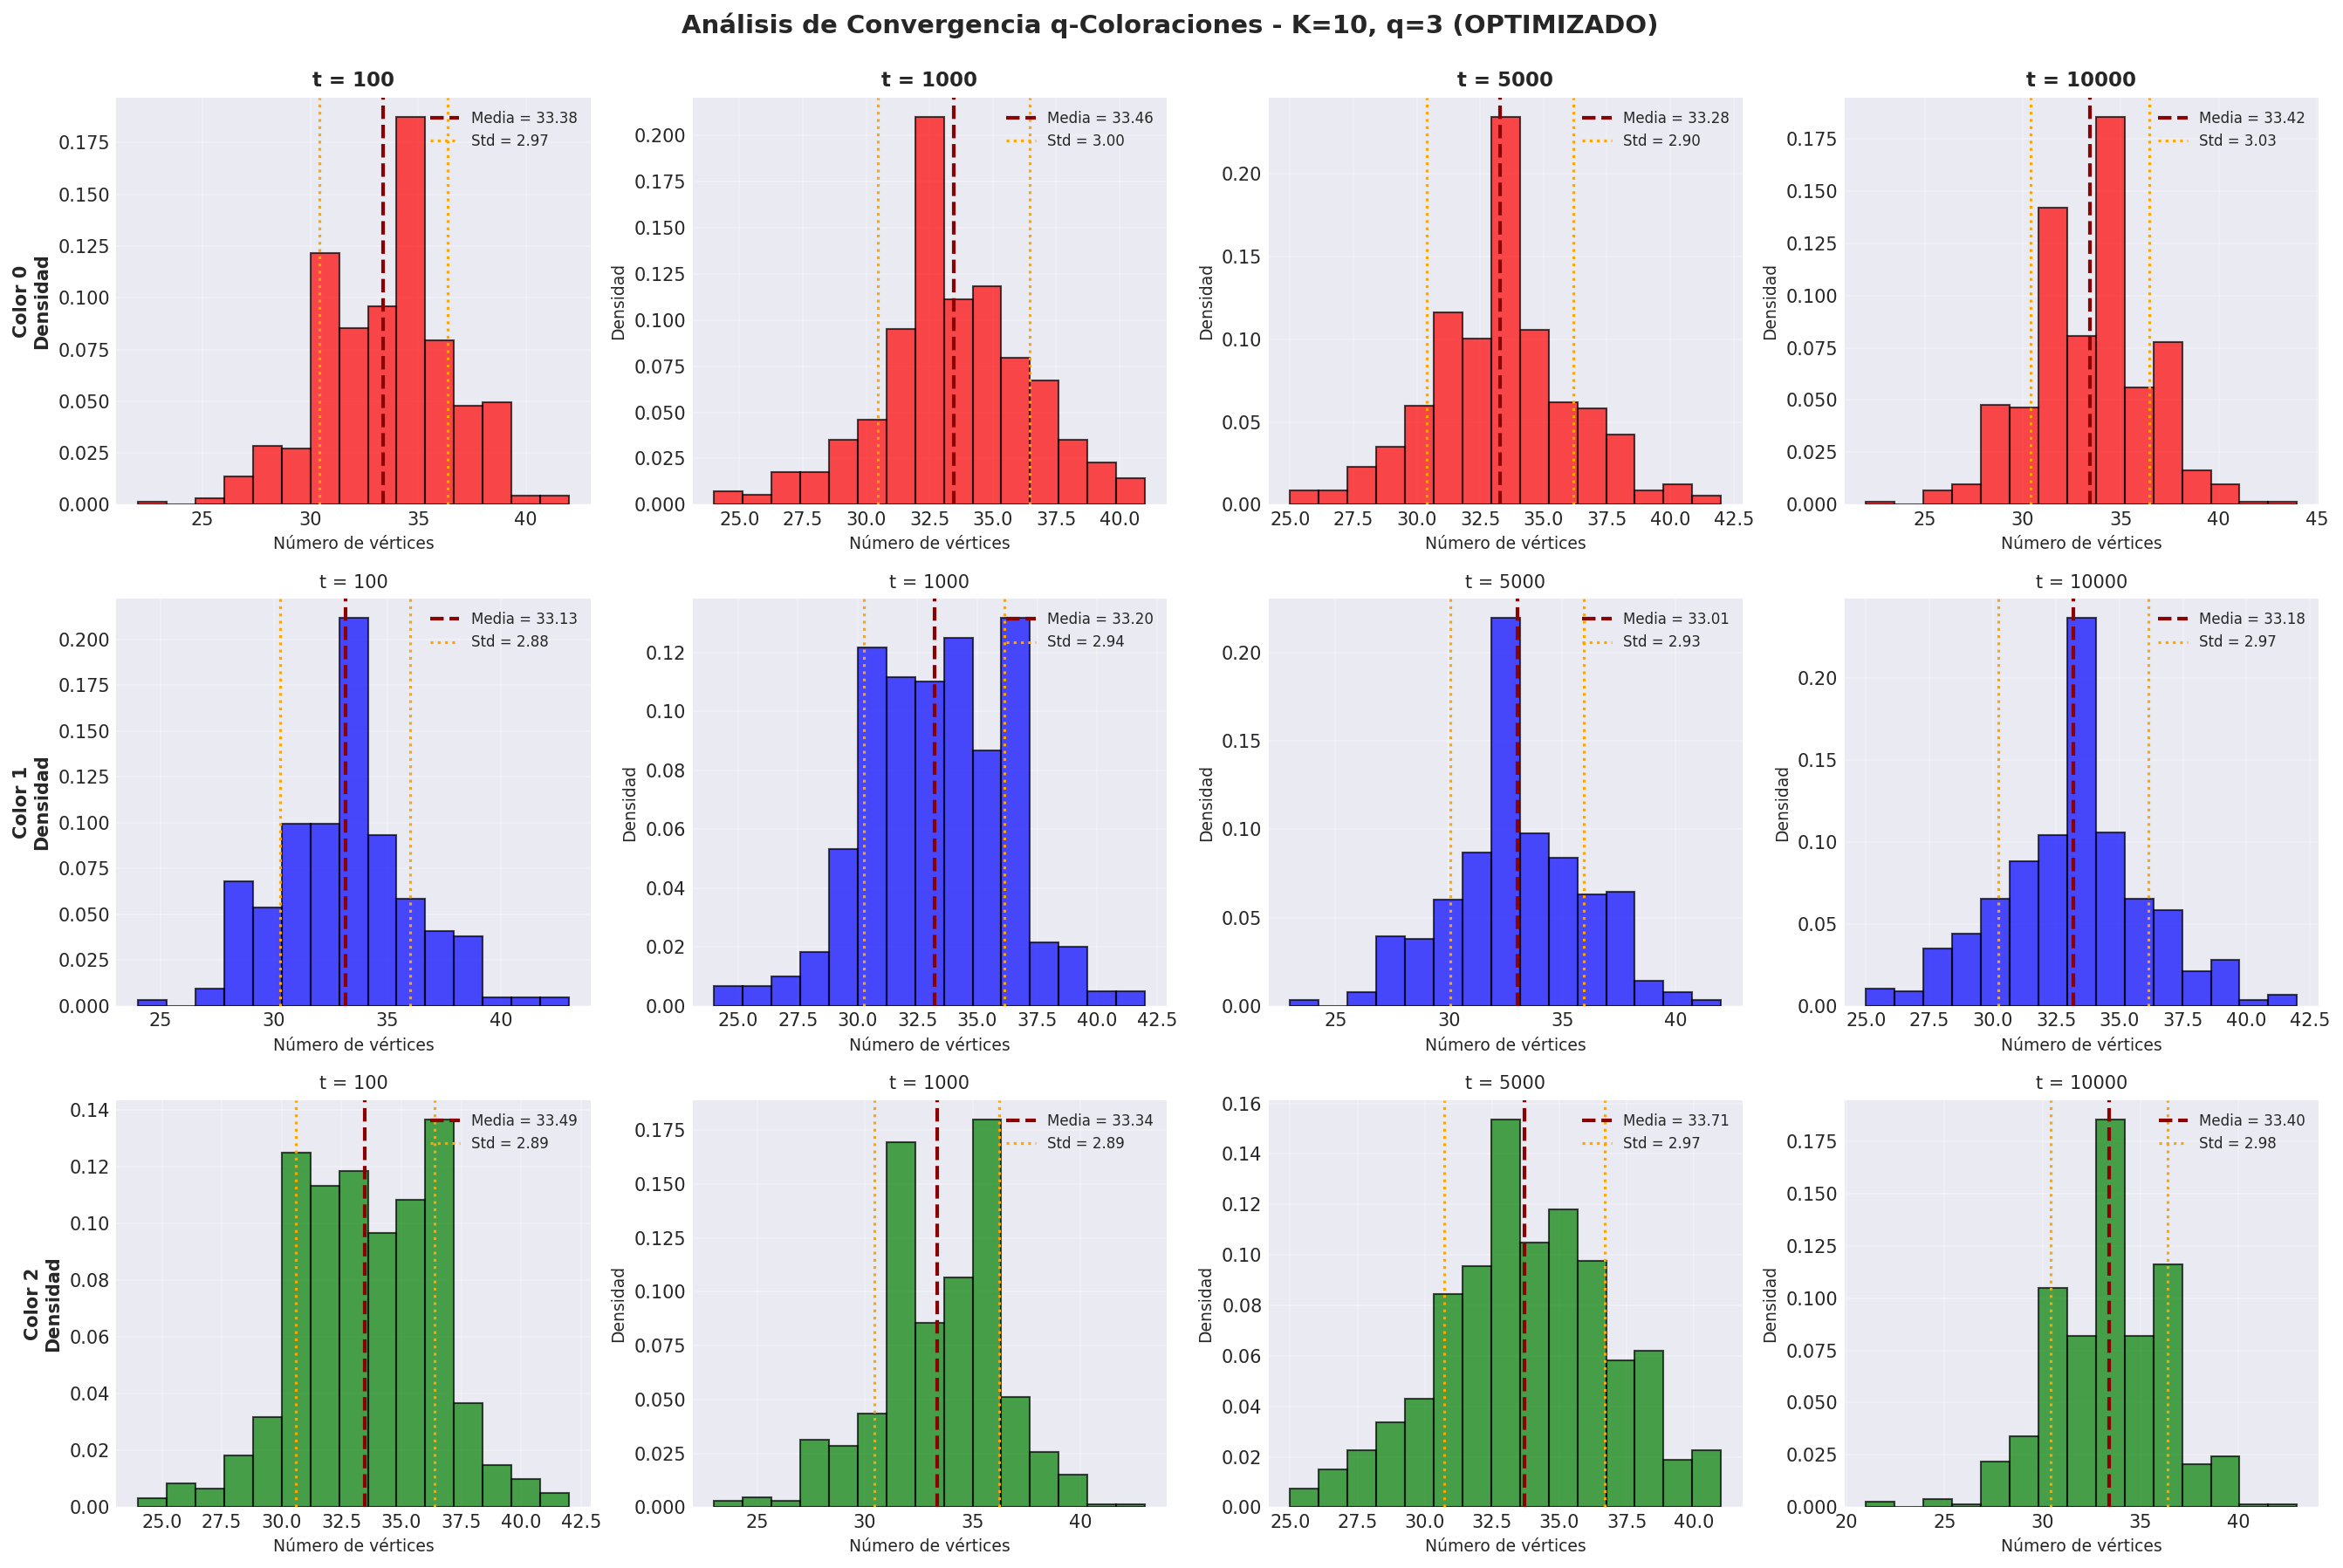 Análisis de Convergencia q-Coloraciones - K=10, q=3 (OPTIMIZADO)
t = 100
Media = 33.38
Std = 2.97
0.175
0.150
0.125
0.100
0.075
0.050
0.025
0.000
Color 0
Densidad
25 30 35 40
Número de vértices
t = 1000
Media = 33.46
Std = 3.00
0.200
0.175
0.150
0.125
0.100
0.075
0.050
0.025
0.000
Densidad
25.0 27.5 30.0 32.5 35.0 37.5 40.0
Número de vértices
t = 5000
Media = 33.28
Std = 2.90
0.20
0.15
0.10
0.05
0.00
Densidad
25.0 27.5 30.0 32.5 35.0 37.5 40.0 42.5
Número de vértices
t = 10000
Media = 33.42
Std = 3.03
0.175
0.150
0.125
0.100
0.075
0.050
0.025
0.000
Densidad
25 30 35 40 45
Número de vértices
t = 100
Media = 33.13
Std = 2.88
0.200
0.175
0.150
0.125
0.100
0.075
0.050
0.025
0.000
Color 1
Densidad
25 30 35 40
Número de vértices
t = 1000
Media = 33.20
Std = 2.94
0.12
0.10
0.08
0.06
0.04
0.02
0.00
Densidad
25.0 27.5 30.0 32.5 35.0 37.5 40.0 42.5
Número de vértices
t = 5000
Media = 33.01
Std = 2.93
0.20
0.15
0.10
0.05
0.00
Densidad
25 30 35 40
Número de vértices
t = 10000
Media = 33.18
Std = 2.97
0.20
0.15
0.10
0.05
0.00
Densidad
25.0 27.5 30.0 32.5 35.0 37.5 40.0 42.5
Número de vértices
t = 100
Media = 33.49
Std = 2.89
0.14
0.12
0.10
0.08
0.06
0.04
0.02
0.00
Color 2
Densidad
25.0 27.5 30.0 32.5 35.0 37.5 40.0 42.5
Número de vértices
t = 1000
Media = 33.34
Std = 2.89
0.175
0.150
0.125
0.100
0.075
0.050
0.025
0.000
Densidad
25 30 35 40
Número de vértices
t = 5000
Media = 33.71
Std = 2.97
0.16
0.14
0.12
0.10
0.08
0.06
0.04
0.02
0.00
Densidad
25.0 27.5 30.0 32.5 35.0 37.5 40.0
Número de vértices
t = 10000
Media = 33.40
Std = 2.98
0.175
0.150
0.125
0.100
0.075
0.050
0.025
0.000
Densidad
20 25 30 35 40
Número de vértices